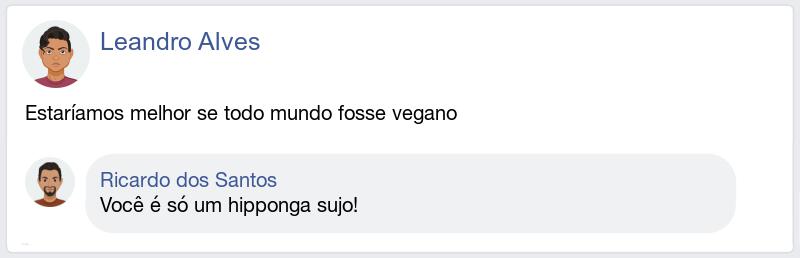 Leandro Alves
Estaríamos melhor se todo mundo fosse vegano
Ricardo dos Santos
Você é só um hipponga sujo!